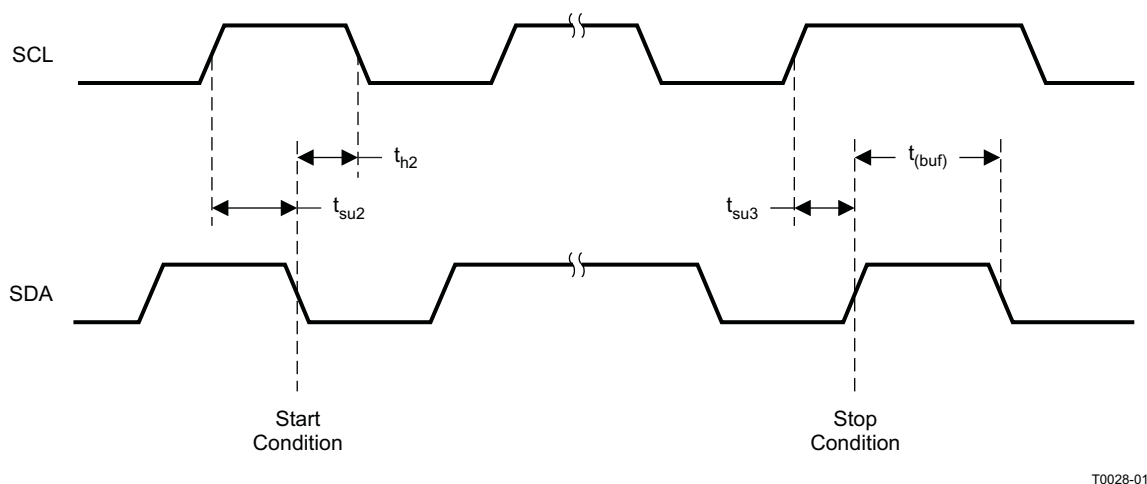 SCL
t_h2
t_(buf)
t_su2
t_su3
SDA
Start
Condition
Stop
Condition
T0028-01